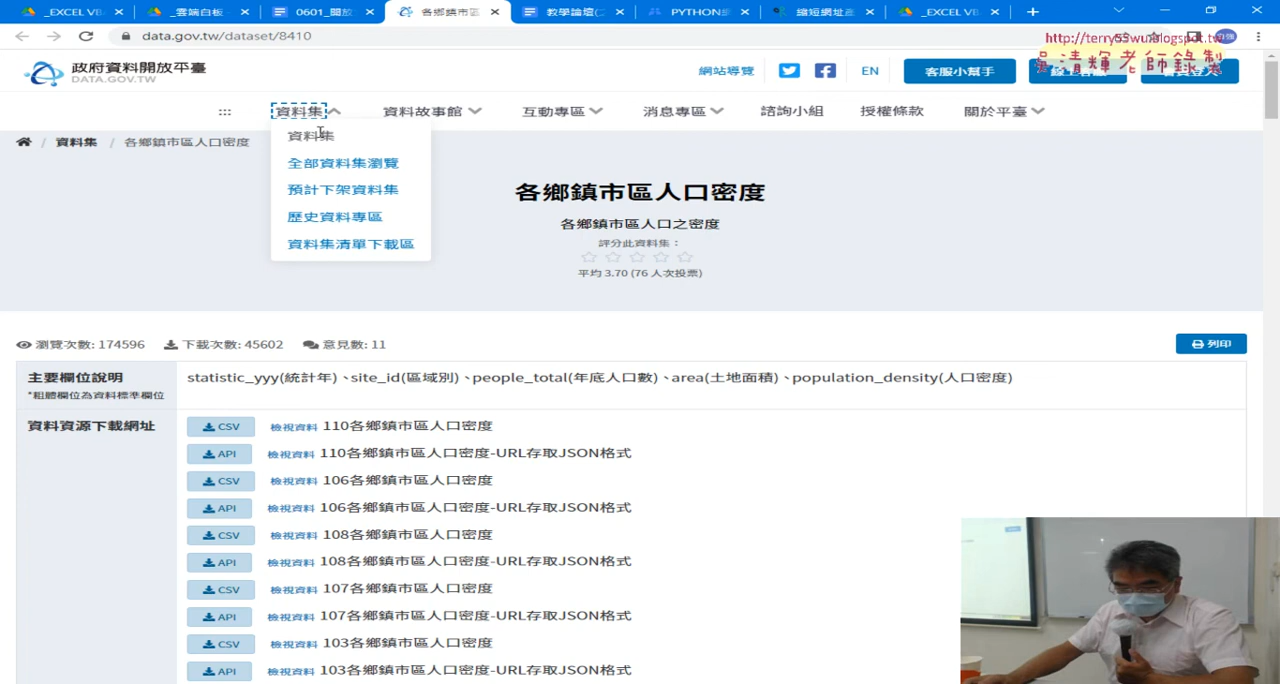 _EXCEL VB
_雲端白板
0601_開放
各鄉鎮市區
教學論壇(二
PYTHON
縮短網址產
_EXCEL VB
data.gov.tw/dataset/8410
http://terry55wu.blogspot.tw
吳清輝老師錄製
政府資料開放平臺
DATA.GOV.TW
網站導覽
EN
客服小幫手
:::
資料集
資料故事館
互動專區
消息專區
諮詢小組
授權條款
關於平臺
資料集
全部資料集瀏覽
預計下架資料集
歷史資料專區
資料集清單下載區
/ 資料集 / 各鄉鎮市區人口密度
各鄉鎮市區人口密度
各鄉鎮市區人口之密度
評分此資料集：
平均 3.70 (76 人次投票)
瀏覽次數: 174596 下載次數: 45602 意見數: 11
列印
主要欄位說明
*粗體欄位為資料標準欄位
statistic_yyy(統計年)、site_id(區域別)、people_total(年底人口數)、area(土地面積)、population_density(人口密度)
資料資源下載網址
CSV 檢視資料 110各鄉鎮市區人口密度
API 檢視資料 110各鄉鎮市區人口密度-URL存取JSON格式
CSV 檢視資料 106各鄉鎮市區人口密度
API 檢視資料 106各鄉鎮市區人口密度-URL存取JSON格式
CSV 檢視資料 108各鄉鎮市區人口密度
API 檢視資料 108各鄉鎮市區人口密度-URL存取JSON格式
CSV 檢視資料 107各鄉鎮市區人口密度
API 檢視資料 107各鄉鎮市區人口密度-URL存取JSON格式
CSV 檢視資料 103各鄉鎮市區人口密度
API 檢視資料 103各鄉鎮市區人口密度-URL存取JSON格式